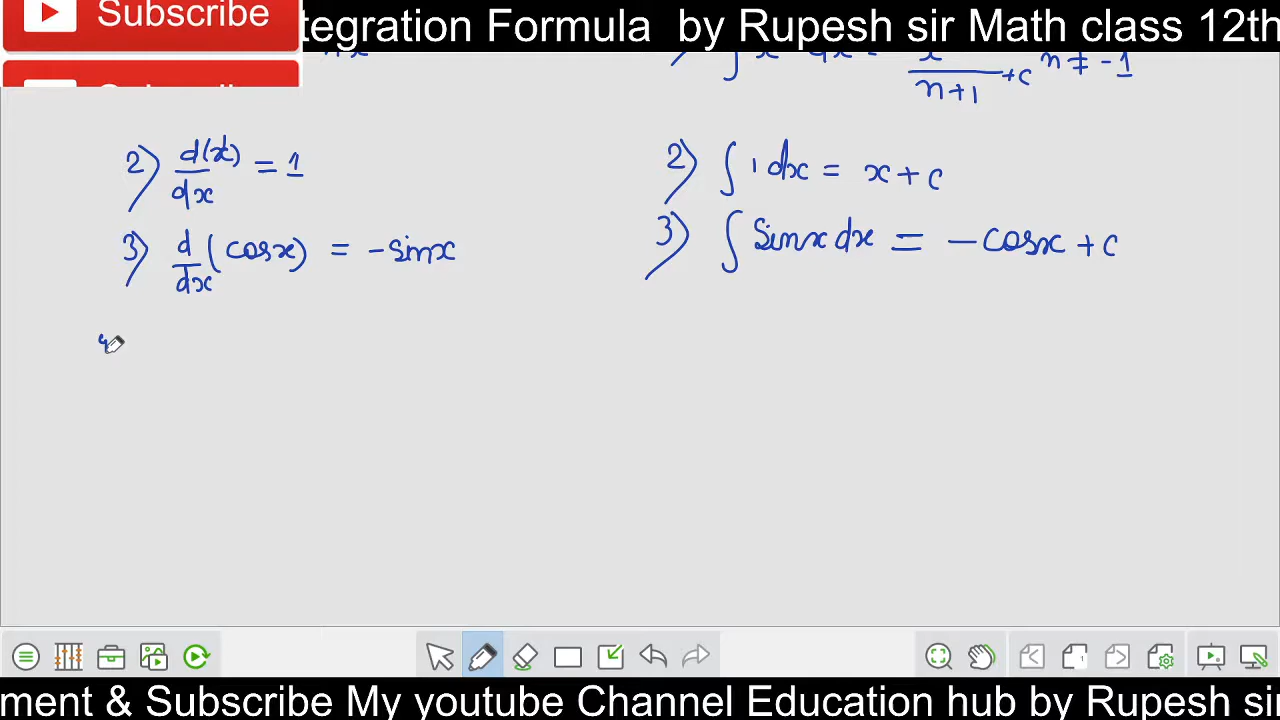 Subscribe
tegration Formula by Rupesh sir Math class 12th
n≠-1
n+1 +c
2) d(x)/dx = 1
2) ∫1 dx = x + c
3) d/dx (cosx) = -sinx
3) ∫ Sinx dx = -cosx + c
ment & Subscribe My youtube Channel Education hub by Rupesh sir